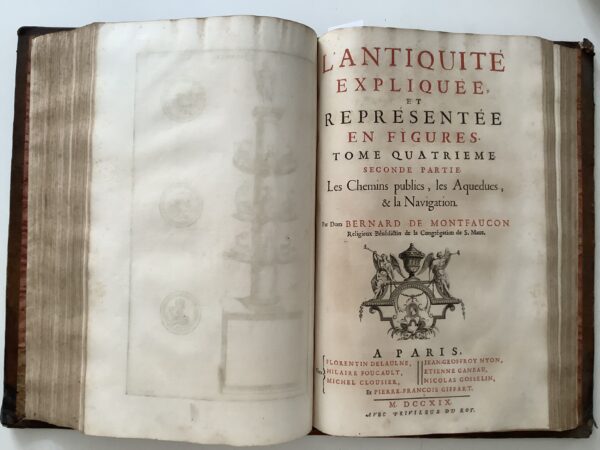 L'ANTIQUITÉ
EXPLIQUÉE,
ET
REPRÉSENTÉE
EN FIGURES.
TOME QUATRIEME
SECONDE PARTIE
Les Chemins publics, les Aqueducs,
& la Navigation.
Par Dom BERNARD DE MONTFAUCON
Religieux Bénédictin de la Congrégation de S. Maur.
A PARIS,
FLORENTIN DELAULNE,
HILAIRE FOUCAULT,
MICHEL CLOUSIER,
JEAN-GEOFFROY NYON,
ETIENNE GANEAU,
NICOLAS GOSSELIN,
Et PIERRE-FRANÇOIS GIFFART.
M. DCCXIX.
AVEC PRIVILEGE DU ROY.